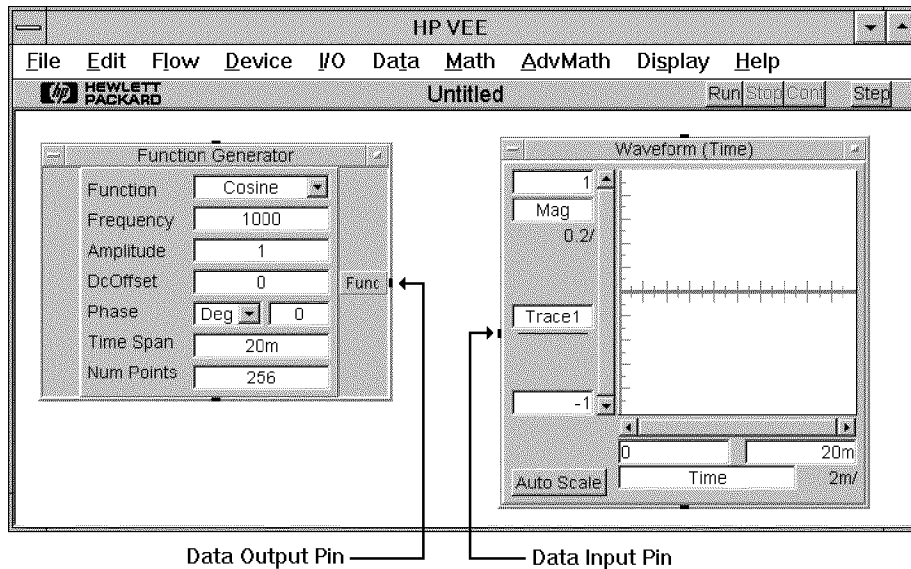 HP VEE
File Edit Flow Device I/O Data Math AdvMath Display Help
hp HEWLETT PACKARD
Untitled
Run Stop Cont Step
Function Generator
Function Cosine
Frequency 1000
Amplitude 1
DcOffset 0
Phase Deg 0
Time Span 20m
Num Points 256
Func
Waveform (Time)
1
Mag
0.2/
Trace1
-1
0 20m
Auto Scale Time 2m/
Data Output Pin
Data Input Pin